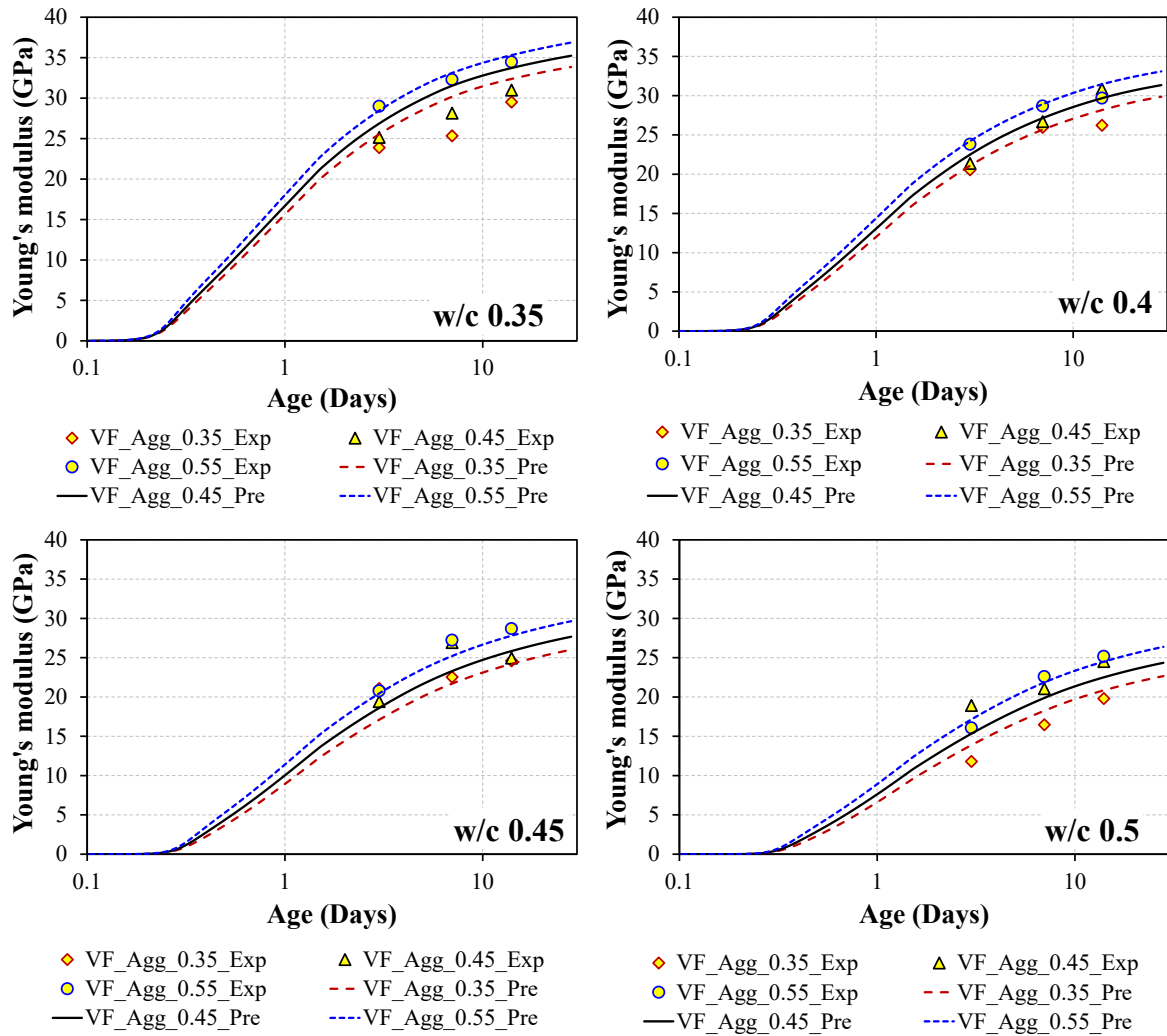 Young's modulus (GPa)
40
35
30
25
20
15
10
5
0
w/c 0.35
0.1 1 10
Age (Days)
VF_Agg_0.35_Exp VF_Agg_0.45_Exp
VF_Agg_0.55_Exp VF_Agg_0.35_Pre
VF_Agg_0.45_Pre VF_Agg_0.55_Pre
Young's modulus (GPa)
40
35
30
25
20
15
10
5
0
w/c 0.4
0.1 1 10
Age (Days)
VF_Agg_0.35_Exp VF_Agg_0.45_Exp
VF_Agg_0.55_Exp VF_Agg_0.35_Pre
VF_Agg_0.45_Pre VF_Agg_0.55_Pre
Young's modulus (GPa)
40
35
30
25
20
15
10
5
0
w/c 0.45
0.1 1 10
Age (Days)
VF_Agg_0.35_Exp VF_Agg_0.45_Exp
VF_Agg_0.55_Exp VF_Agg_0.35_Pre
VF_Agg_0.45_Pre VF_Agg_0.55_Pre
Young's modulus (GPa)
40
35
30
25
20
15
10
5
0
w/c 0.5
0.1 1 10
Age (Days)
VF_Agg_0.35_Exp VF_Agg_0.45_Exp
VF_Agg_0.55_Exp VF_Agg_0.35_Pre
VF_Agg_0.45_Pre VF_Agg_0.55_Pre